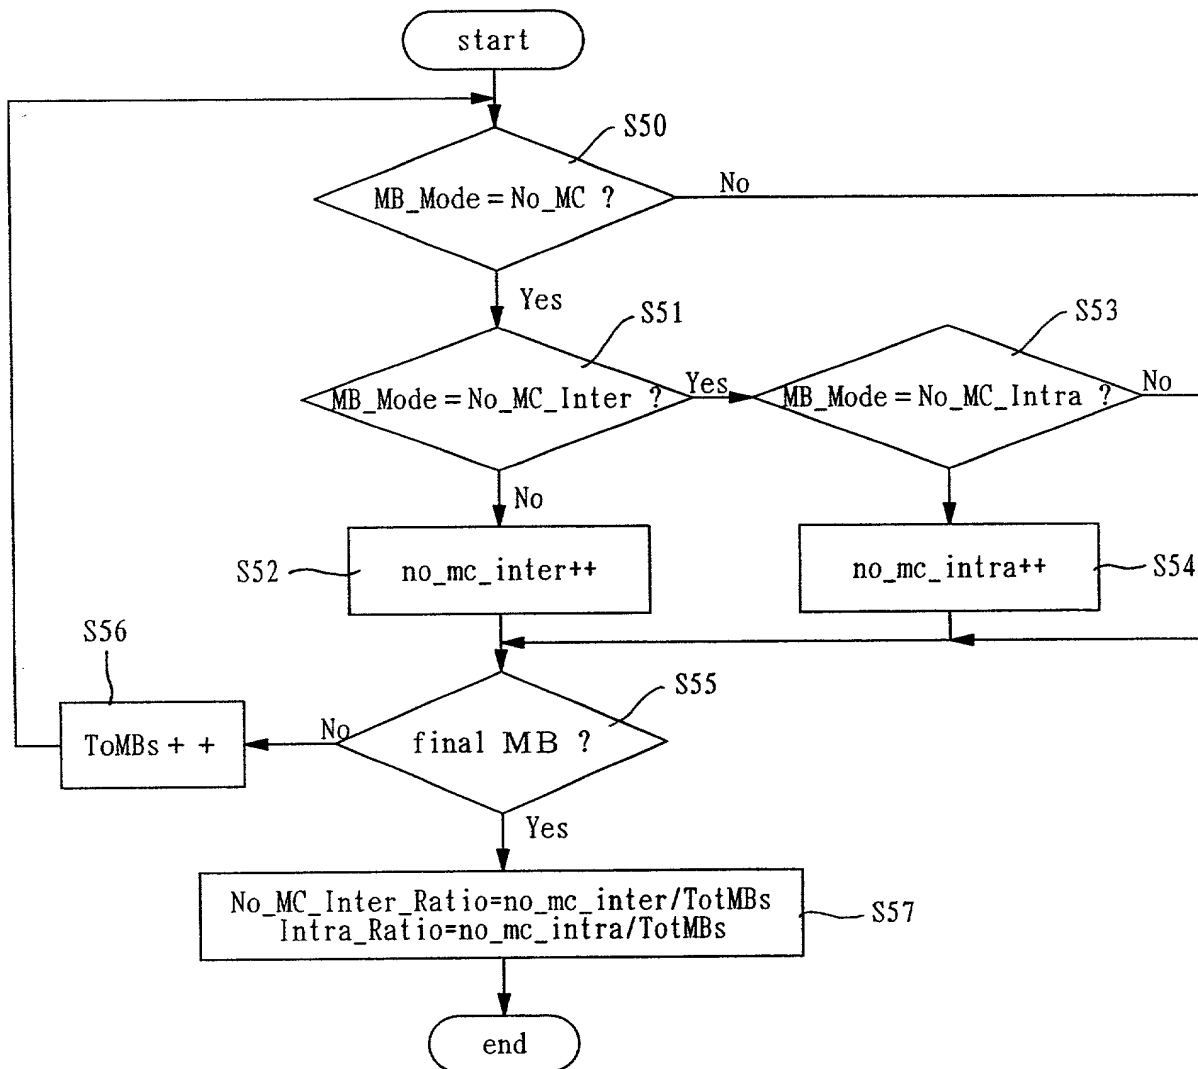 start
S50
MB_Mode=No_MC ?
No
Yes
S51
S53
MB_Mode=No_MC_Inter ?
Yes
MB_Mode=No_MC_Intra ?
No
No
S52
no_mc_inter++
no_mc_intra++
S54
S56
S55
ToMBs + +
No
final MB ?
Yes
No_MC_Inter_Ratio=no_mc_inter/TotMBs
Intra_Ratio=no_mc_intra/TotMBs
S57
end